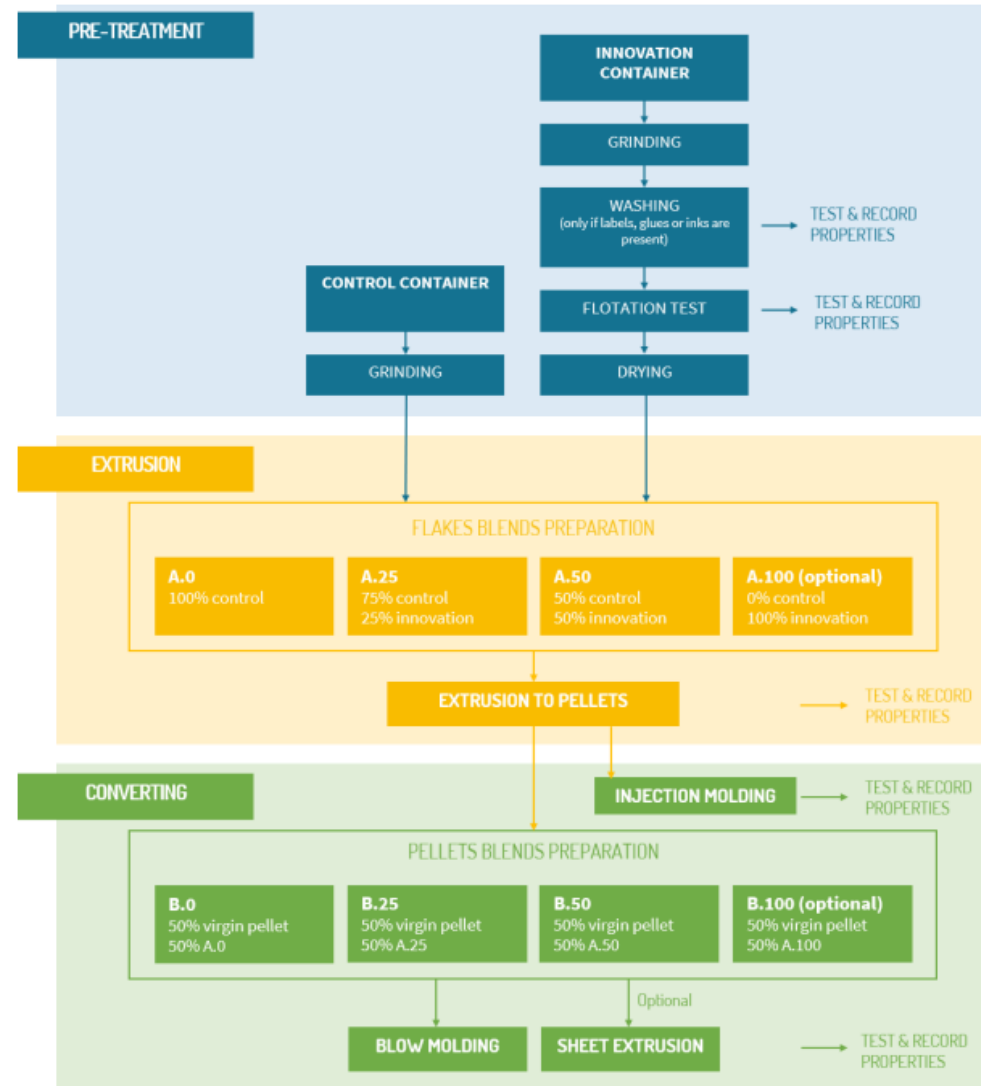 PRE-TREATMENT
INNOVATION
CONTAINER
GRINDING
WASHING
(only if labels, glues or inks are
present)
TEST & RECORD
PROPERTIES
CONTROL CONTAINER
FLOTATION TEST
TEST & RECORD
PROPERTIES
GRINDING
DRYING
EXTRUSION
FLAKES BLENDS PREPARATION
A.0
100% control
A.25
75% control
25% innovation
A.50
50% control
50% innovation
A.100 (optional)
0% control
100% innovation
EXTRUSION TO PELLETS
TEST & RECORD
PROPERTIES
CONVERTING
INJECTION MOLDING
TEST & RECORD
PROPERTIES
PELLETS BLENDS PREPARATION
B.0
50% virgin pellet
50% A.0
B.25
50% virgin pellet
50% A.25
B.50
50% virgin pellet
50% A.50
B.100 (optional)
50% virgin pellet
50% A.100
Optional
BLOW MOLDING
SHEET EXTRUSION
TEST & RECORD
PROPERTIES